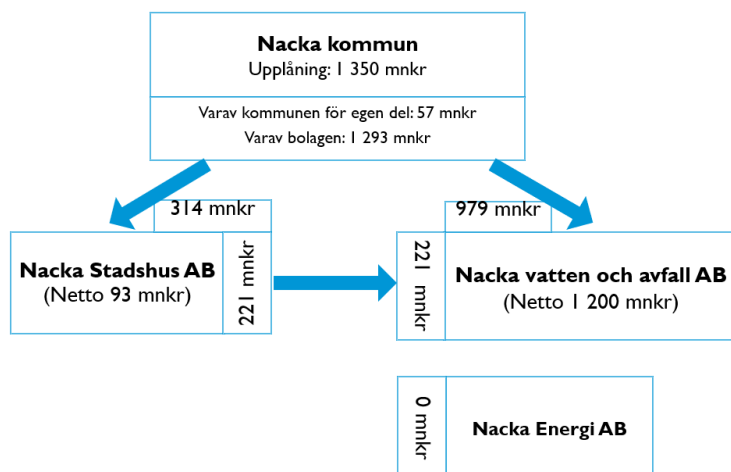 Nacka kommun
Upplåning: 1 350 mnkr
Varav kommunen för egen del: 57 mnkr
Varav bolagen: 1 293 mnkr
314 mnkr
979 mnkr
Nacka Stadshus AB
(Netto 93 mnkr)
221 mnkr
221 mnkr
Nacka vatten och avfall AB
(Netto 1 200 mnkr)
0 mnkr
Nacka Energi AB